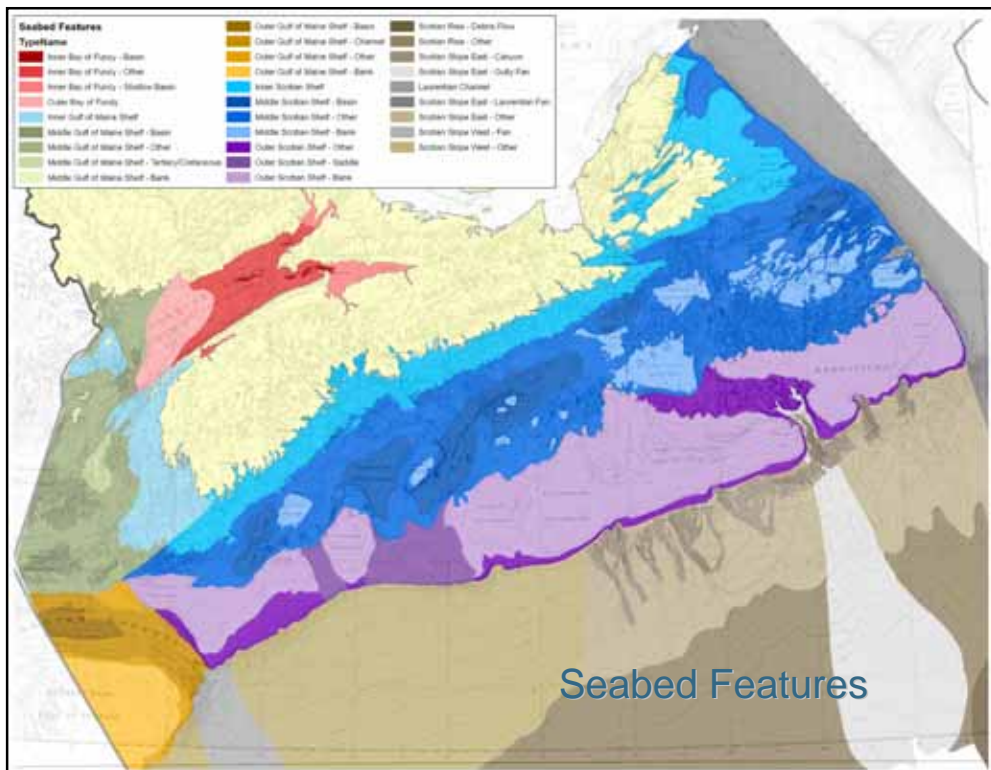 Seabed Features
TypeName
Inner Bay of Fundy - Basin
Inner Bay of Fundy - Other
Inner Bay of Fundy - Shallow Basin
Outer Bay of Fundy
Inner Gulf of Maine Shelf
Middle Gulf of Maine Shelf - Basin
Middle Gulf of Maine Shelf - Other
Middle Gulf of Maine Shelf - Tertiary/Cretaceous
Middle Gulf of Maine Shelf - Bank
Outer Gulf of Maine Shelf - Basin
Outer Gulf of Maine Shelf - Channel
Outer Gulf of Maine Shelf - Other
Outer Gulf of Maine Shelf - Bank
Inner Scotian Shelf
Middle Scotian Shelf - Basin
Middle Scotian Shelf - Other
Middle Scotian Shelf - Bank
Outer Scotian Shelf - Other
Outer Scotian Shelf - Saddle
Outer Scotian Shelf - Bank
Scotian Rise - Debris Flow
Scotian Rise - Other
Scotian Slope East - Canyon
Scotian Slope East - Gully Fan
Laurentian Channel
Scotian Slope East - Laurentian Fan
Scotian Slope East - Other
Scotian Slope West - Fan
Scotian Slope West - Other
Seabed Features